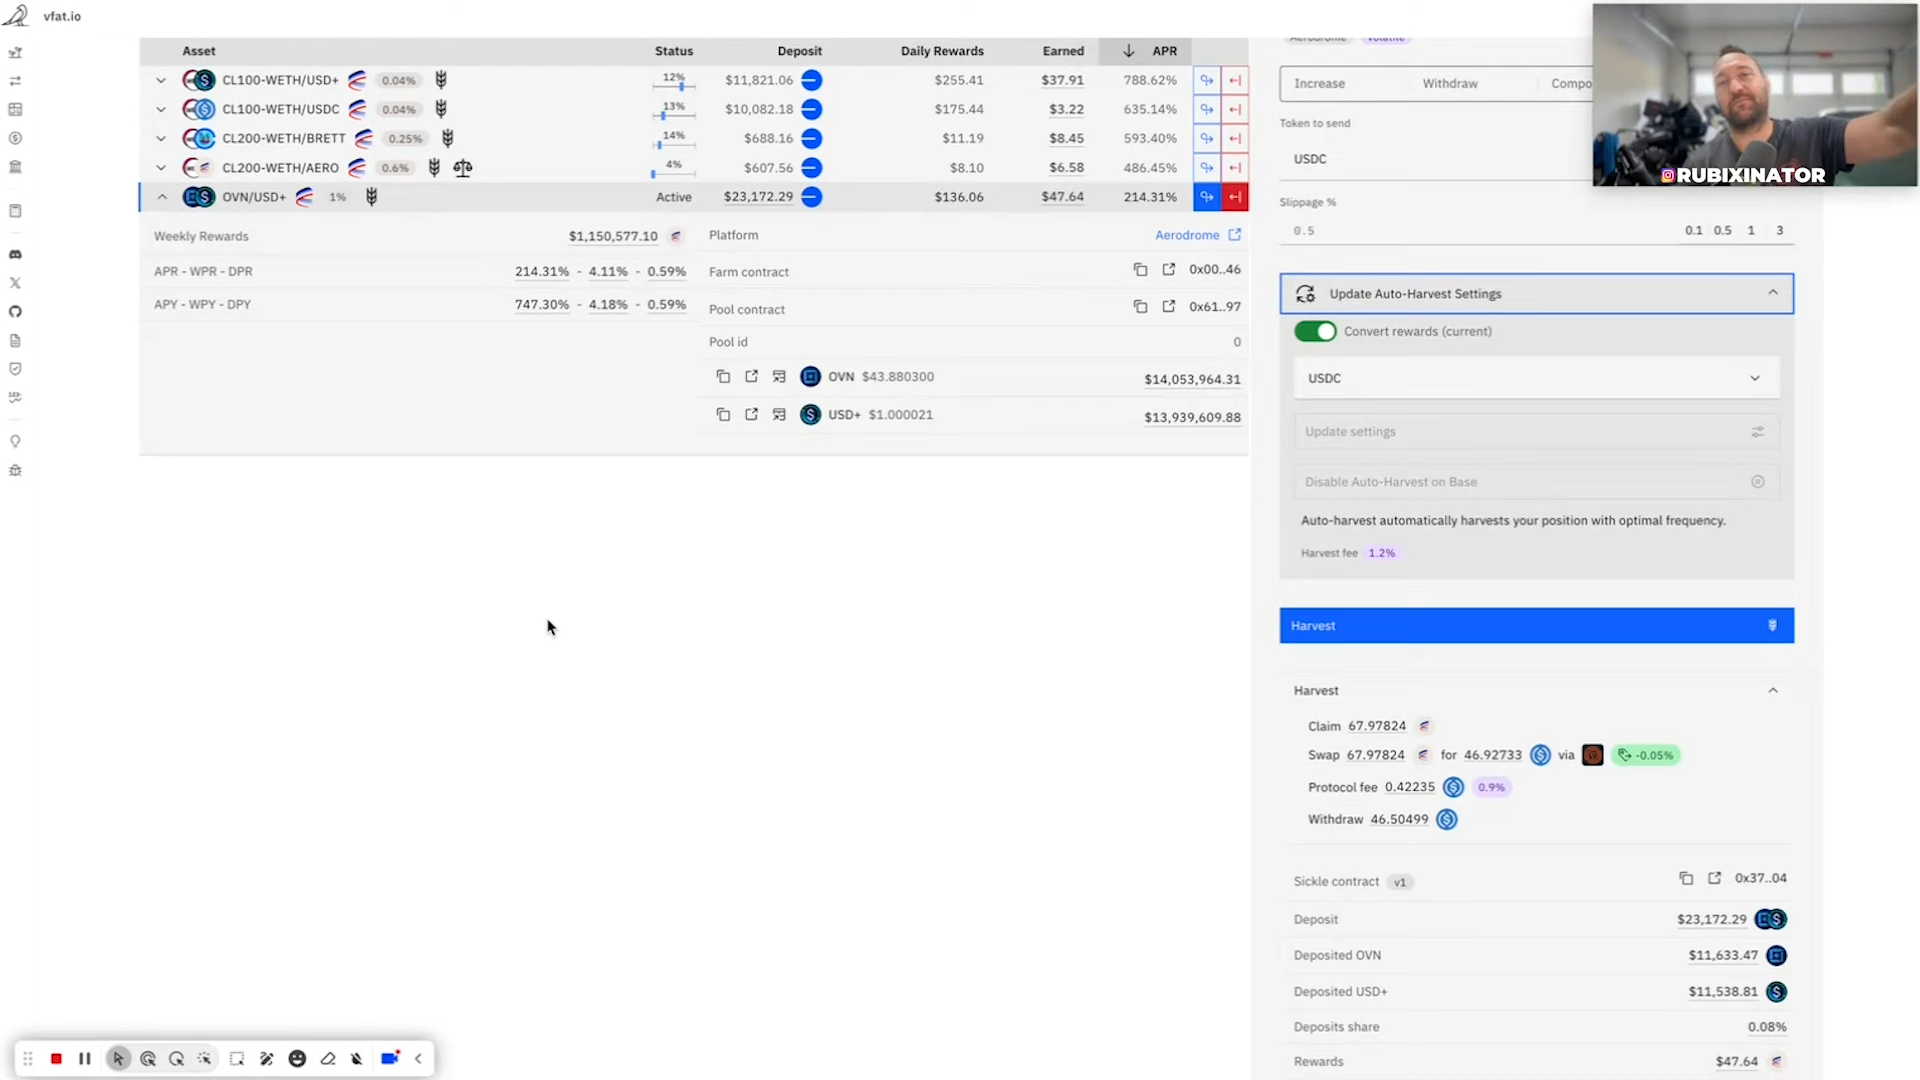 vfat.io
Asset Status Deposit Daily Rewards Earned APR
CL100-WETH/USD+ 0.04% 12% $11,821.06 $255.41 $37.91 788.62%
CL100-WETH/USDC 0.04% 13% $10,082.18 $175.44 $3.22 635.14%
CL200-WETH/BRETT 0.25% 14% $688.16 $11.19 $8.45 593.40%
CL200-WETH/AERO 0.6% 4% $607.56 $8.10 $6.58 486.45%
OVN/USD+ 1% Active $23,172.29 $136.06 $47.64 214.31%
Weekly Rewards $1,150,577.10
APR - WPR - DPR 214.31% - 4.11% - 0.59%
APY - WPY - DPY 747.30% - 4.18% - 0.59%
Platform Aerodrome
Farm contract 0x00..46
Pool contract 0x61..97
Pool id 0
OVN $43.880300 $14,053,964.31
USD+ $1.000021 $13,939,609.88
Aerodrome Volatile
Increase Withdraw Compo
Token to send
USDC
Slippage %
0.5 0.1 0.5 1 3
Update Auto-Harvest Settings
Convert rewards (current)
USDC
Update settings
Disable Auto-Harvest on Base
Auto-harvest automatically harvests your position with optimal frequency.
Harvest fee 1.2%
Harvest
Harvest
Claim 67.97824
Swap 67.97824 for 46.92733 via -0.05%
Protocol fee 0.42235 0.9%
Withdraw 46.50499
Sickle contract v1 0x37..04
Deposit $23,172.29
Deposited OVN $11,633.47
Deposited USD+ $11,538.81
Deposits share 0.08%
Rewards $47.64
RUBIXINATOR